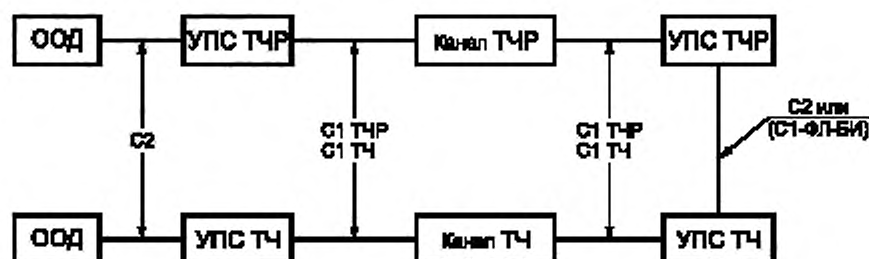 ООД
УПС ТЧР
Канал ТЧР
УПС ТЧР
С2
С1 ТЧР
С1 ТЧ
С1 ТЧР
С1 ТЧ
С2 или
(С1-ФЛ-БИ)
ООД
УПС ТЧ
Канал ТЧ
УПС ТЧ